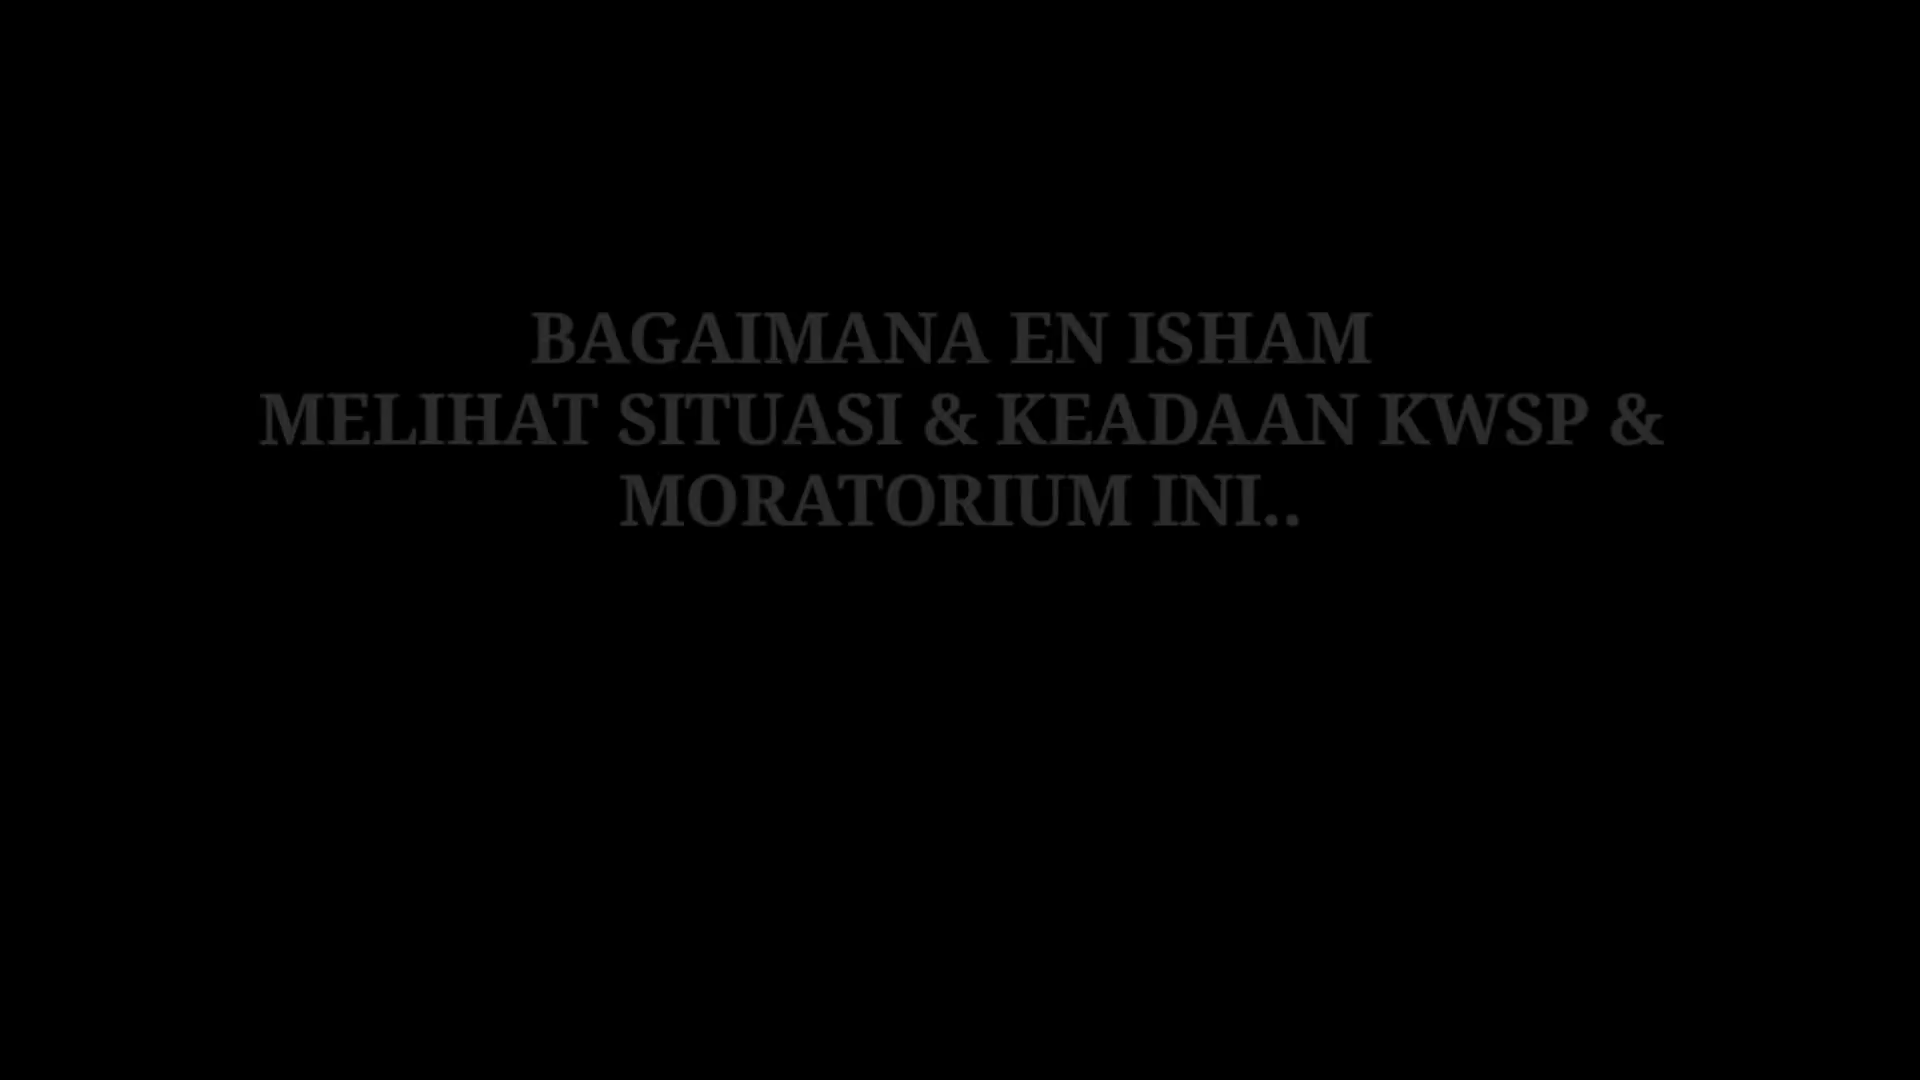 BAGAIMANA EN ISHAM
MELIHAT SITUASI & KEADAAN KWSP &
MORATORIUM INI..